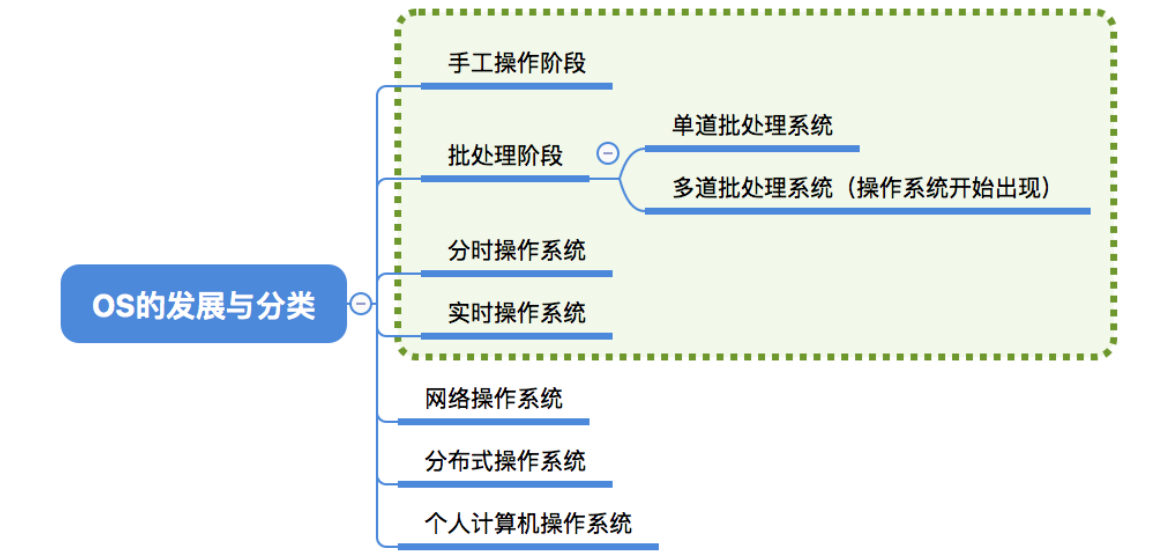 OS的发展与分类
手工操作阶段
批处理阶段
单道批处理系统
多道批处理系统（操作系统开始出现）
分时操作系统
实时操作系统
网络操作系统
分布式操作系统
个人计算机操作系统